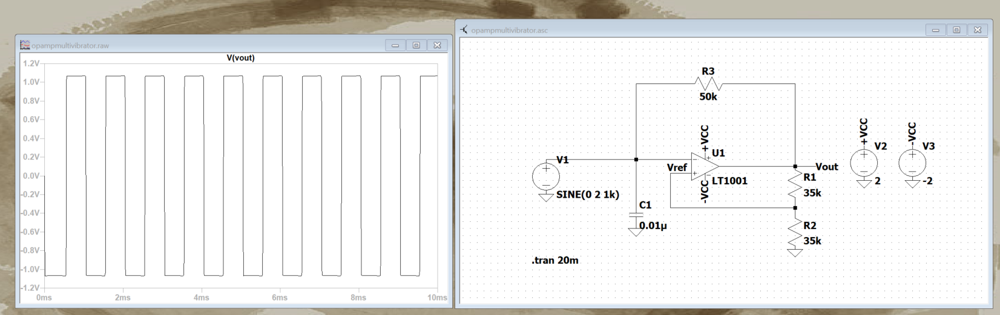 opampmultivibrator.raw
V(vout)
1.2V
1.0V
0.8V
0.6V
0.4V
0.2V
0.0V
-0.2V
-0.4V
-0.6V
-0.8V
-1.0V
-1.2V
0ms 2ms 4ms 6ms 8ms 10ms
opampmultivibrator.asc
R3
50k
+VCC
U1
V1
Vref
LT1001
-VCC
SINE(0 2 1k)
C1
0.01µ
Vout
R1
35k
R2
35k
+VCC
V2
2
-VCC
V3
-2
.tran 20m